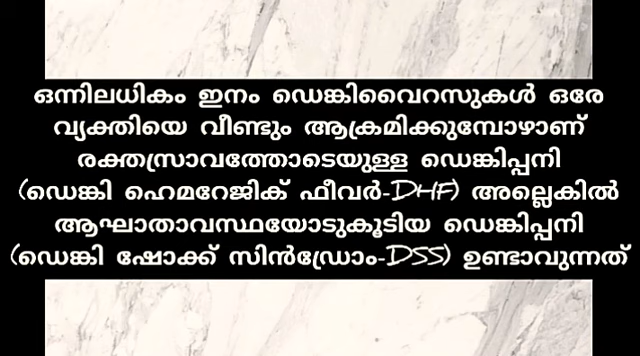 ഒന്നിലധികം ഇനം ഡെങ്കിവൈറസുകൾ ഒരേ
വ്യക്തിയെ വീണ്ടും ആക്രമിക്കുമ്പോഴാണ്
രക്തസ്രാവത്തോടെയുള്ള ഡെങ്കിപ്പനി
(ഡെങ്കി ഹെമറേജിക് ഫീവർ-DHF) അല്ലെകിൽ
ആഘാതാവസ്ഥയോടുകൂടിയ ഡെങ്കിപ്പനി
(ഡെങ്കി ഷോക്ക് സിൻഡ്രോം-DSS) ഉണ്ടാവുന്നത്